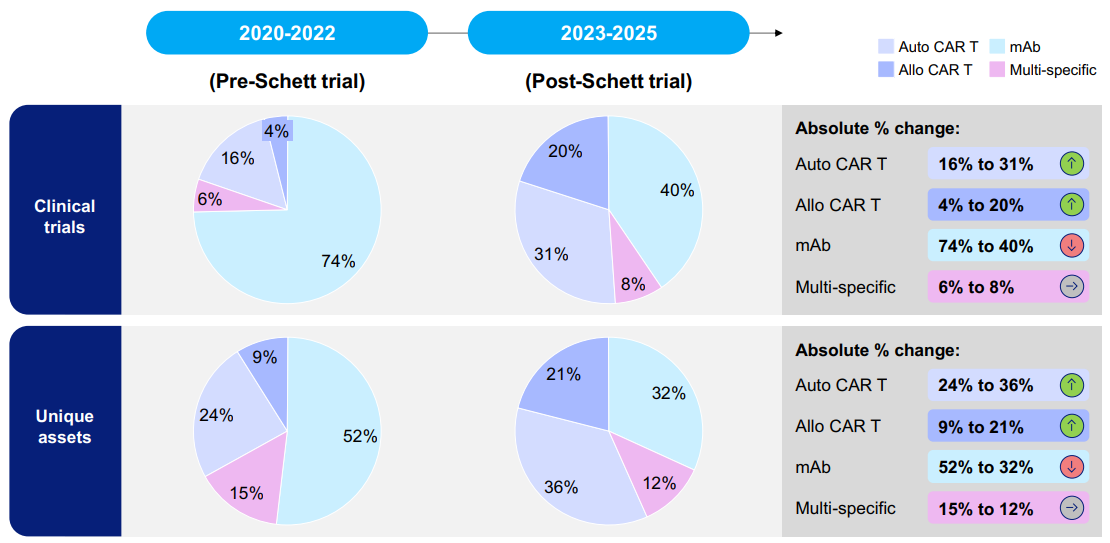 2020-2022
2023-2025
(Pre-Schett trial)
(Post-Schett trial)
Auto CAR T
mAb
Allo CAR T
Multi-specific
Clinical
trials
4%
16%
6%
74%
20%
40%
31%
8%
Absolute % change:
Auto CAR T
16% to 31%
Allo CAR T
4% to 20%
mAb
74% to 40%
Multi-specific
6% to 8%
Unique
assets
9%
24%
52%
15%
21%
32%
36%
12%
Absolute % change:
Auto CAR T
24% to 36%
Allo CAR T
9% to 21%
mAb
52% to 32%
Multi-specific
15% to 12%